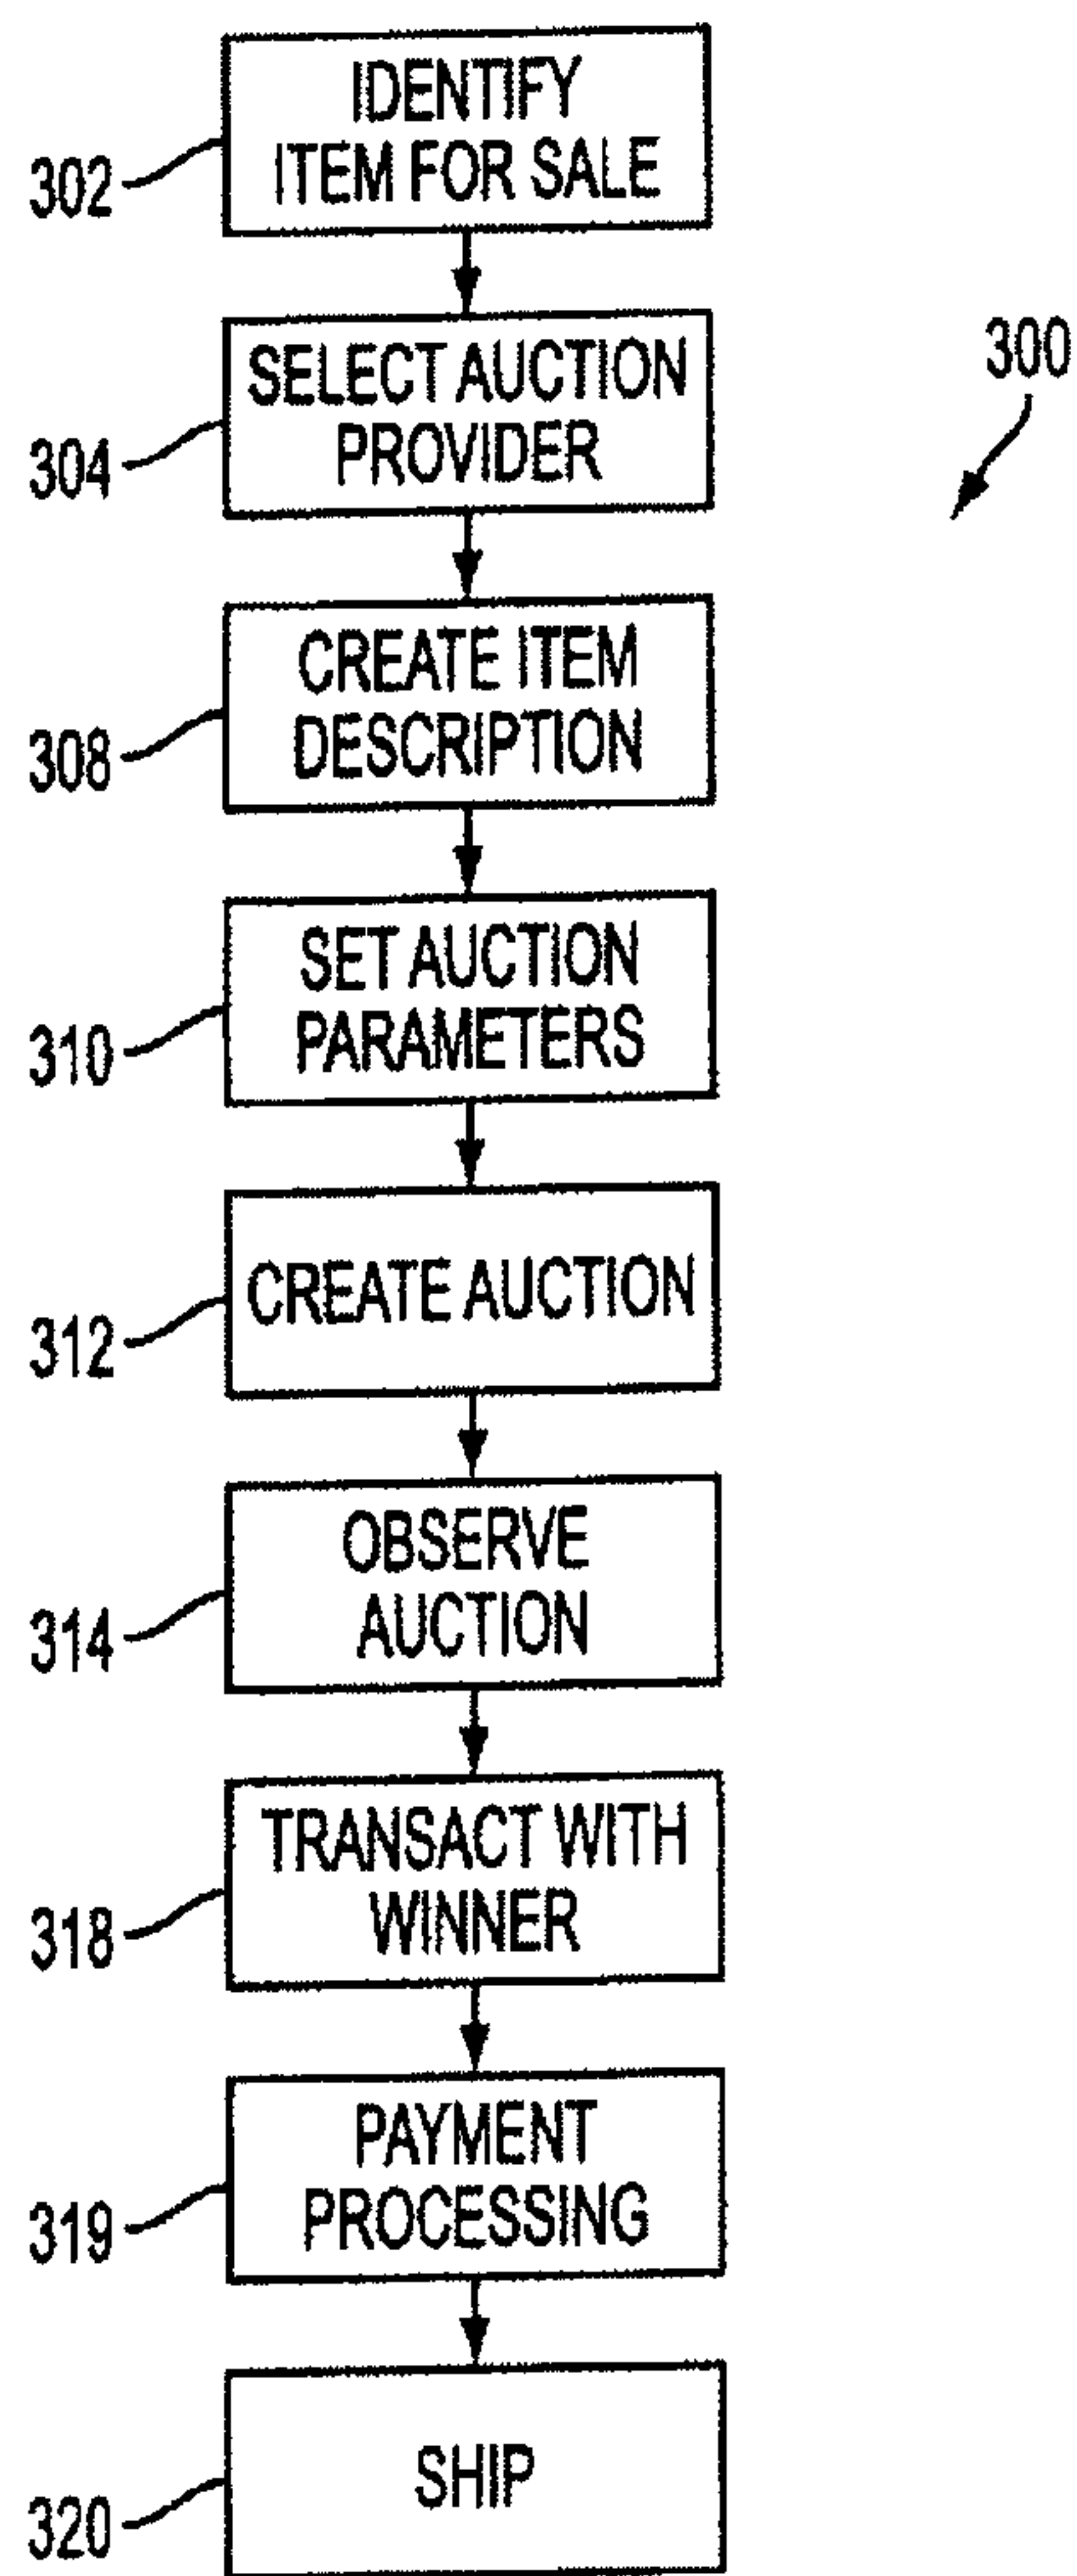 IDENTIFY
ITEM FOR SALE
302
300
SELECT AUCTION
PROVIDER
304
CREATE ITEM
DESCRIPTION
308
SET AUCTION
PARAMETERS
310
CREATE AUCTION
312
OBSERVE
AUCTION
314
TRANSACT WITH
WINNER
318
PAYMENT
PROCESSING
319
SHIP
320